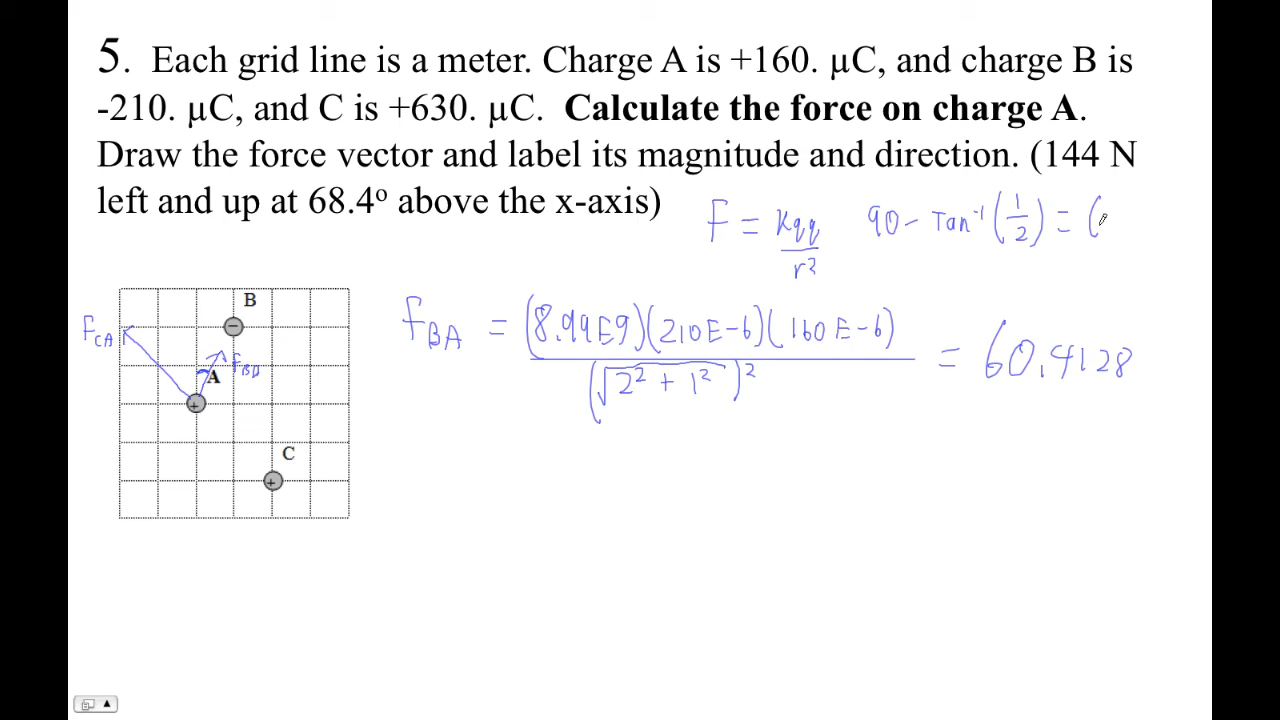 5. Each grid line is a meter. Charge A is +160. µC, and charge B is
-210. µC, and C is +630. µC. Calculate the force on charge A.
Draw the force vector and label its magnitude and direction. (144 N
left and up at 68.4º above the x-axis)
F = kqq / r² 90 - Tan⁻¹(1/2) = (
B
−
F_CA
F_BA
A
+
C
+
F_BA = (8.99E9)(210E-6)(160E-6) / (√2² + 1²)² = 60.4128